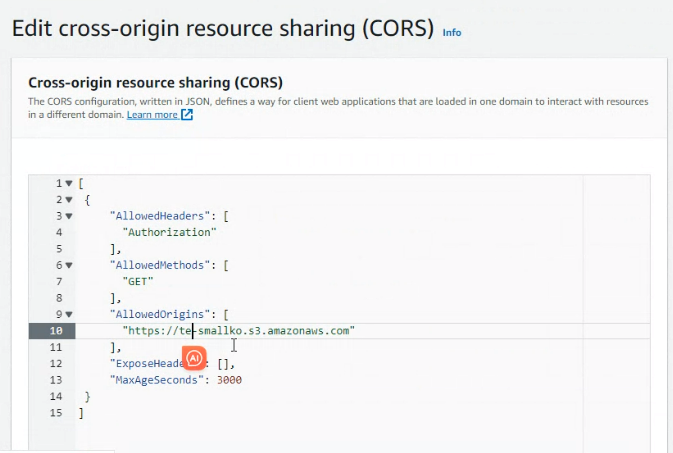 Edit cross-origin resource sharing (CORS) Info
Cross-origin resource sharing (CORS)
The CORS configuration, written in JSON, defines a way for client web applications that are loaded in one domain to interact with resources
in a different domain. Learn more
1 [
2 {
3 "AllowedHeaders": [
4 "Authorization"
5 ],
6 "AllowedMethods": [
7 "GET"
8 ],
9 "AllowedOrigins": [
10 "https://te-smallko.s3.amazonaws.com"
11 ],
12 "ExposeHeade AI : [],
13 "MaxAgeSeconds": 3000
14 }
15 ]